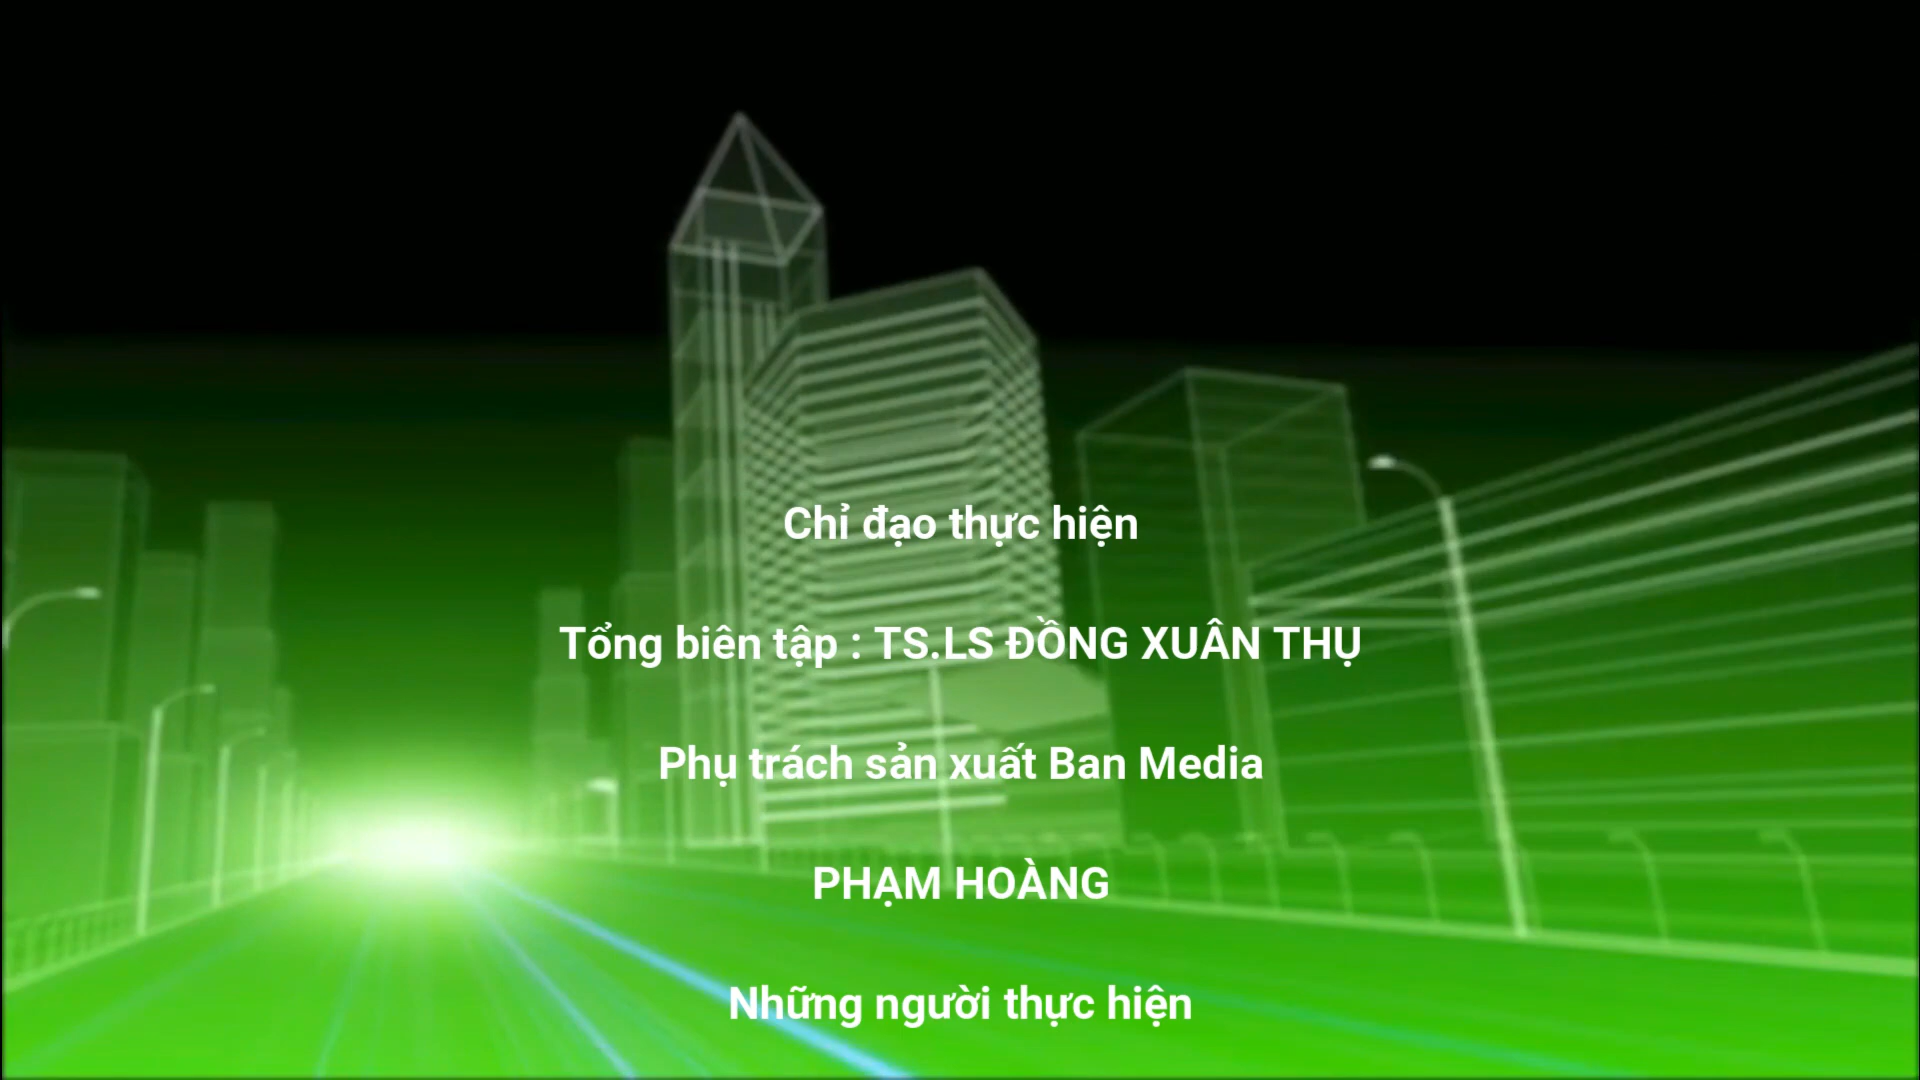 Chỉ đạo thực hiện
Tổng biên tập : TS.LS ĐỒNG XUÂN THỤ
Phụ trách sản xuất Ban Media
PHẠM HOÀNG
Những người thực hiện